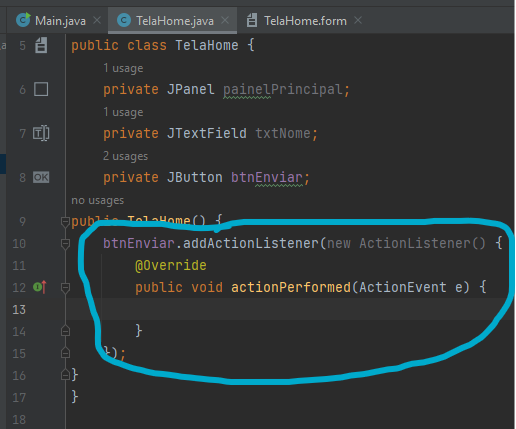 Main.java TelaHome.java TelaHome.form
5 public class TelaHome {
1 usage
6 private JPanel painelPrincipal;
1 usage
7 private JTextField txtNome;
2 usages
8 OK private JButton btnEnviar;
no usages
9 public TelaHome() {
10 btnEnviar.addActionListener(new ActionListener() {
11 @Override
12 public void actionPerformed(ActionEvent e) {
13
14 }
15 });
16 }
17 }
18